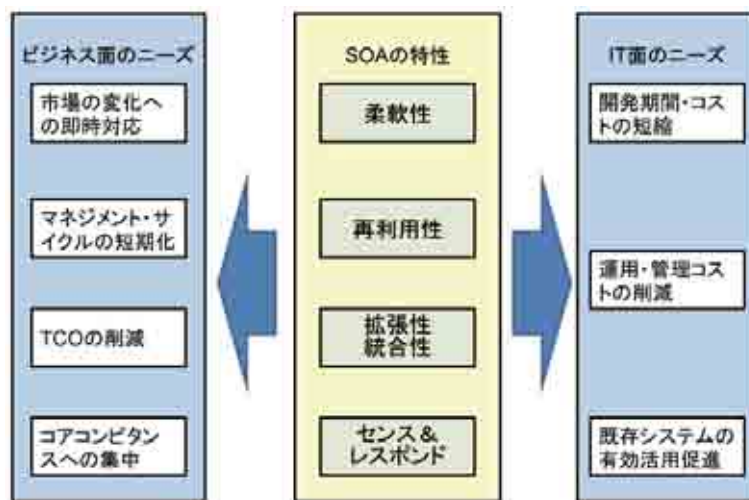 ビジネス面のニーズ
市場の変化へ
の即時対応
マネジメント・サ
イクルの短期化
TCOの削減
コアコンピタン
スへの集中
SOAの特性
柔軟性
再利用性
拡張性
統合性
センス＆
レスポンド
IT面のニーズ
開発期間・コス
トの短縮
運用・管理コス
トの削減
既存システムの
有効活用促進